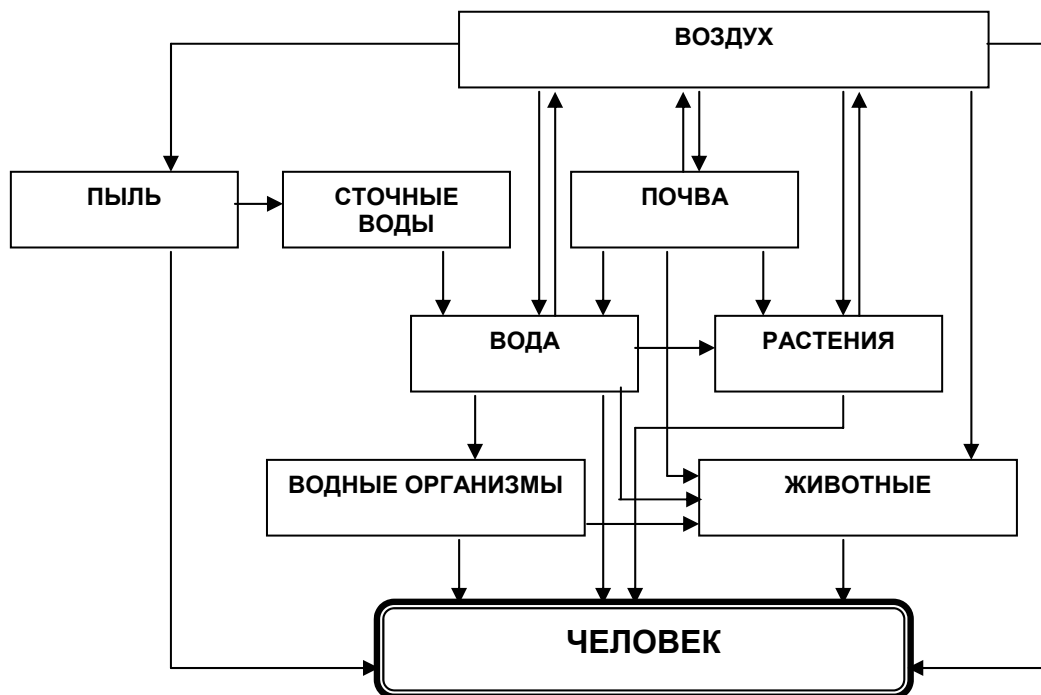 ВОЗДУХ
ПЫЛЬ
СТОЧНЫЕ
ВОДЫ
ПОЧВА
ВОДА
РАСТЕНИЯ
ВОДНЫЕ ОРГАНИЗМЫ
ЖИВОТНЫЕ
ЧЕЛОВЕК